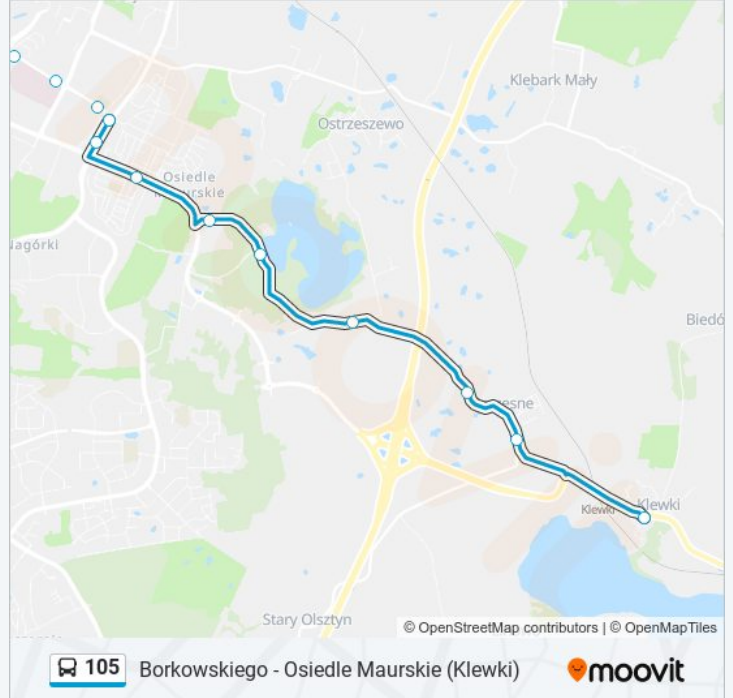 Klebark Mały
Ostrzeszewo
Osiedle
Nagórki
Biedó
Klewki
Klewki
Stary Olsztyn
© OpenStreetMap contributors | © OpenMapTiles
105 Borkowskiego - Osiedle Maurskie (Klewki)
moovit